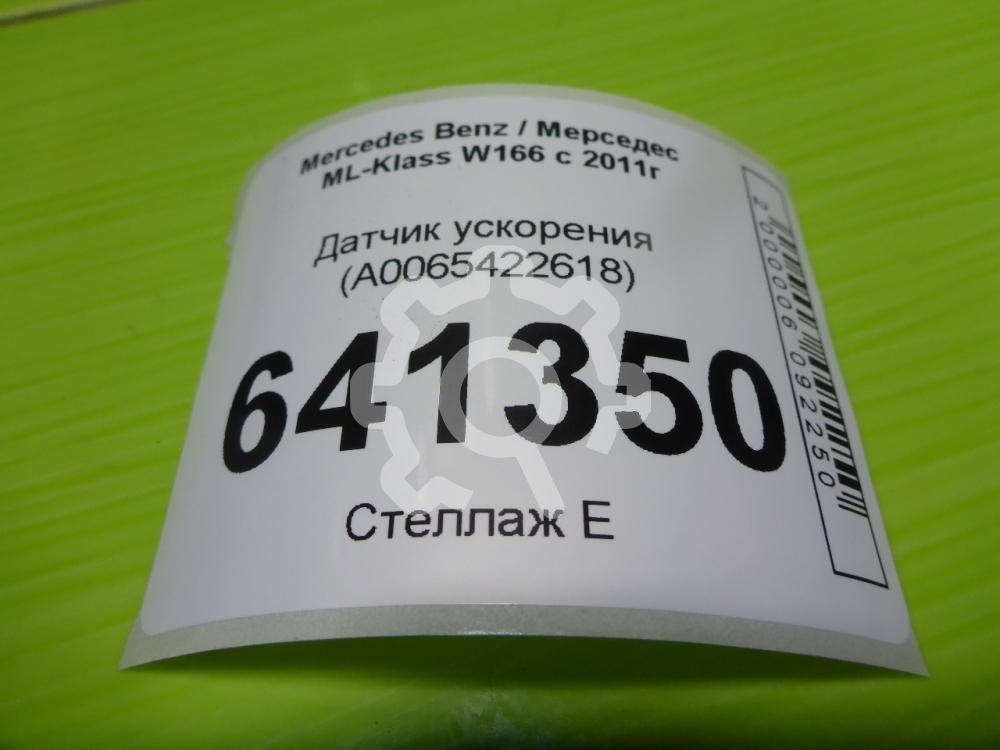 Mercedes Benz / Мерседес
ML-Klass W166 с 2011г
Датчик ускорения
(A0065422618)
641350
Стеллаж Е
2000006092250